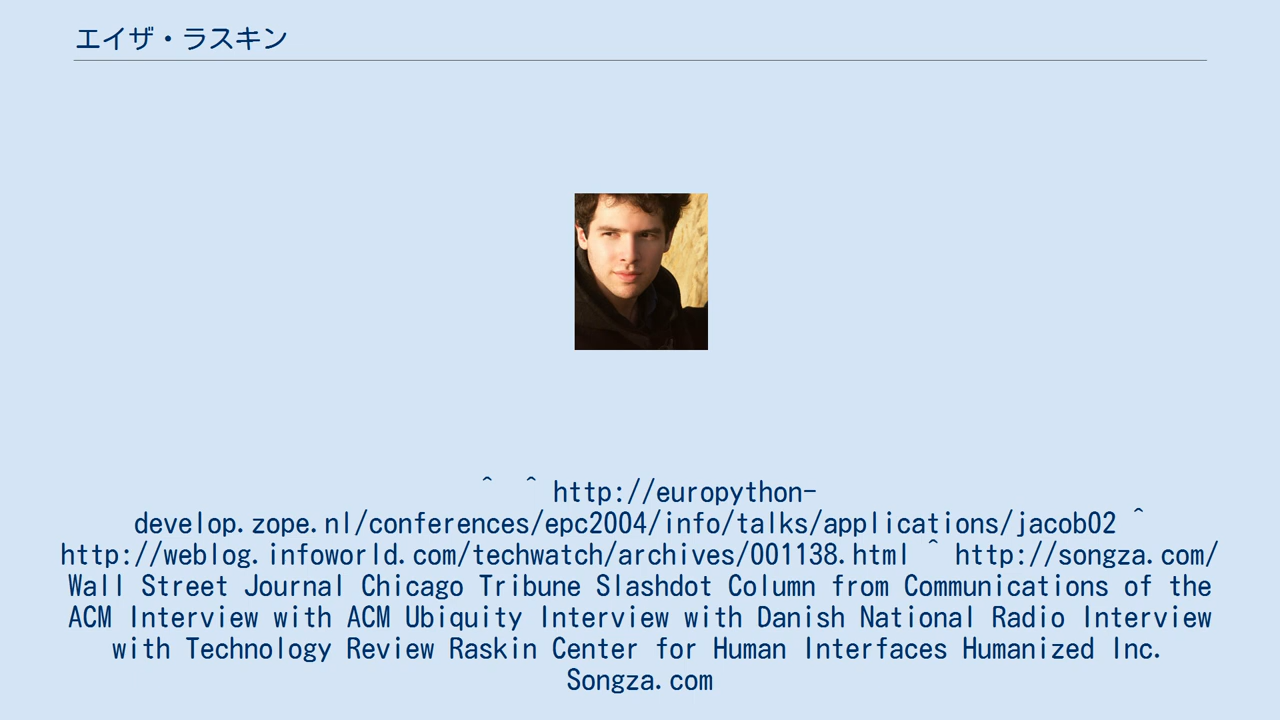 エイザ・ラスキン
^ ^ http://europython-
develop.zope.nl/conferences/epc2004/info/talks/applications/jacob02 ^
http://weblog.infoworld.com/techwatch/archives/001138.html ^ http://songza.com/
Wall Street Journal Chicago Tribune Slashdot Column from Communications of the
ACM Interview with ACM Ubiquity Interview with Danish National Radio Interview
with Technology Review Raskin Center for Human Interfaces Humanized Inc.
Songza.com